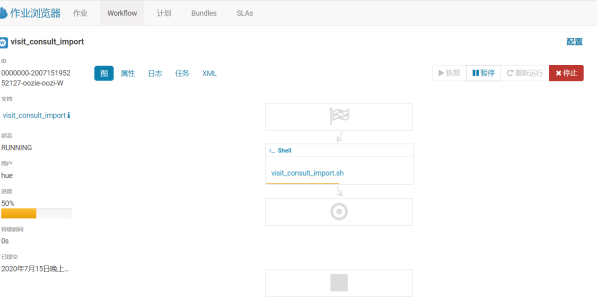 作业浏览器 作业 Workflow 计划 Bundles SLAs
visit_consult_import 配置
ID
0000000-2007151952
52127-oozie-oozi-W
图 属性 日志 任务 XML
恢复 暂停 重新运行 停止
文档
visit_consult_import
Shell
visit_consult_import.sh
状态
RUNNING
用户
hue
进度
50%
持续时间
0s
已提交
2020年7月15日晚上...